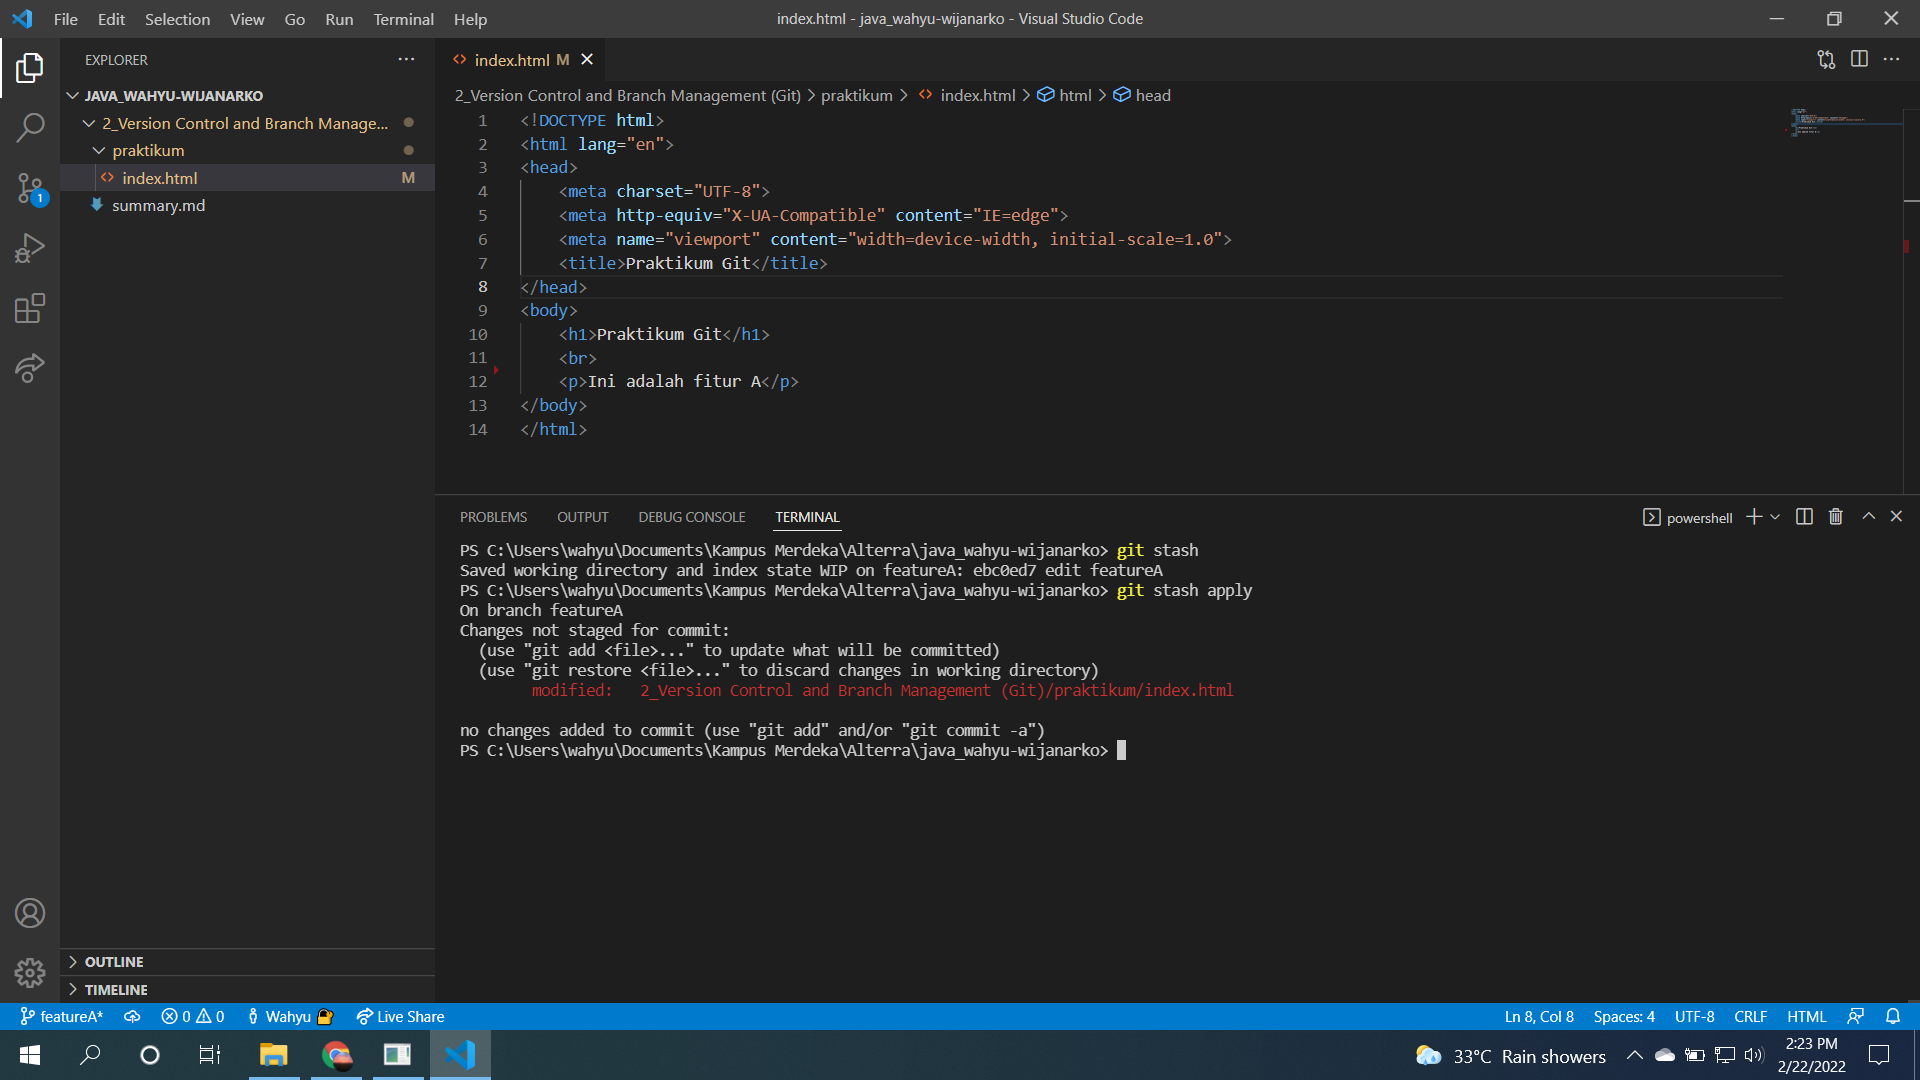 File Edit Selection View Go Run Terminal Help
index.html - java_wahyu-wijanarko - Visual Studio Code
EXPLORER
JAVA_WAHYU-WIJANARKO
2_Version Control and Branch Manage...
praktikum
index.html M
summary.md
1
OUTLINE
TIMELINE
index.html M
2_Version Control and Branch Management (Git) > praktikum > index.html > html > head
1 <!DOCTYPE html>
2 <html lang="en">
3 <head>
4 <meta charset="UTF-8">
5 <meta http-equiv="X-UA-Compatible" content="IE=edge">
6 <meta name="viewport" content="width=device-width, initial-scale=1.0">
7 <title>Praktikum Git</title>
8 </head>
9 <body>
10 <h1>Praktikum Git</h1>
11 <br>
12 <p>Ini adalah fitur A</p>
13 </body>
14 </html>
PROBLEMS OUTPUT DEBUG CONSOLE TERMINAL
powershell
PS C:\Users\wahyu\Documents\Kampus Merdeka\Alterra\java_wahyu-wijanarko> git stash
Saved working directory and index state WIP on featureA: ebc0ed7 edit featureA
PS C:\Users\wahyu\Documents\Kampus Merdeka\Alterra\java_wahyu-wijanarko> git stash apply
On branch featureA
Changes not staged for commit:
(use "git add <file>..." to update what will be committed)
(use "git restore <file>..." to discard changes in working directory)
modified: 2_Version Control and Branch Management (Git)/praktikum/index.html
no changes added to commit (use "git add" and/or "git commit -a")
PS C:\Users\wahyu\Documents\Kampus Merdeka\Alterra\java_wahyu-wijanarko>
featureA* 0 0 Wahyu Live Share
Ln 8, Col 8 Spaces: 4 UTF-8 CRLF HTML
33°C Rain showers
2:23 PM
2/22/2022